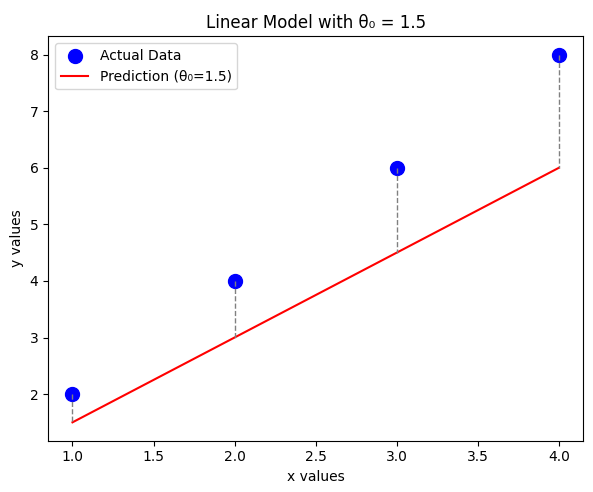 Linear Model with θ₀ = 1.5
Actual Data
Prediction (θ₀=1.5)
8
7
6
5
4
3
2
y values
1.0 1.5 2.0 2.5 3.0 3.5 4.0
x values